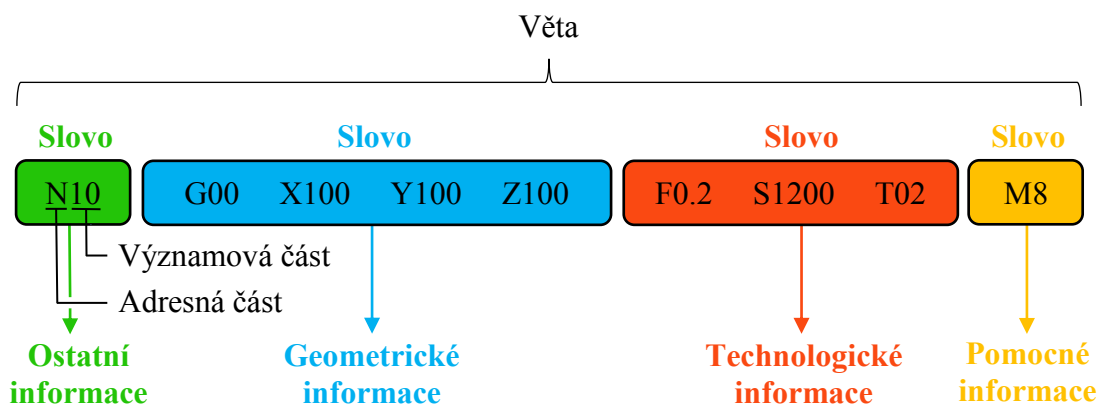 Věta
Slovo Slovo Slovo Slovo
N10 G00 X100 Y100 Z100 F0.2 S1200 T02 M8
Významová část
Adresná část
Ostatní informace
Geometrické informace
Technologické informace
Pomocné informace